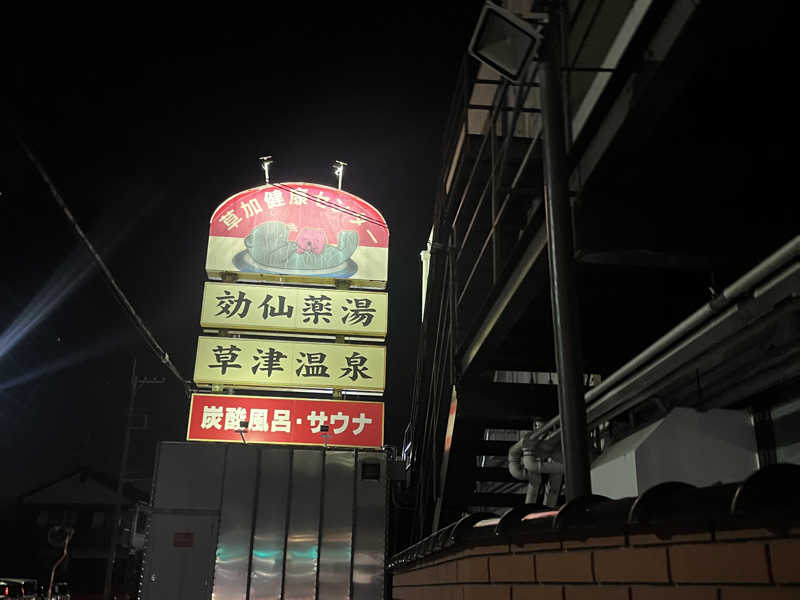 草加健康センター
効仙薬湯
草津温泉
炭酸風呂・サウナ